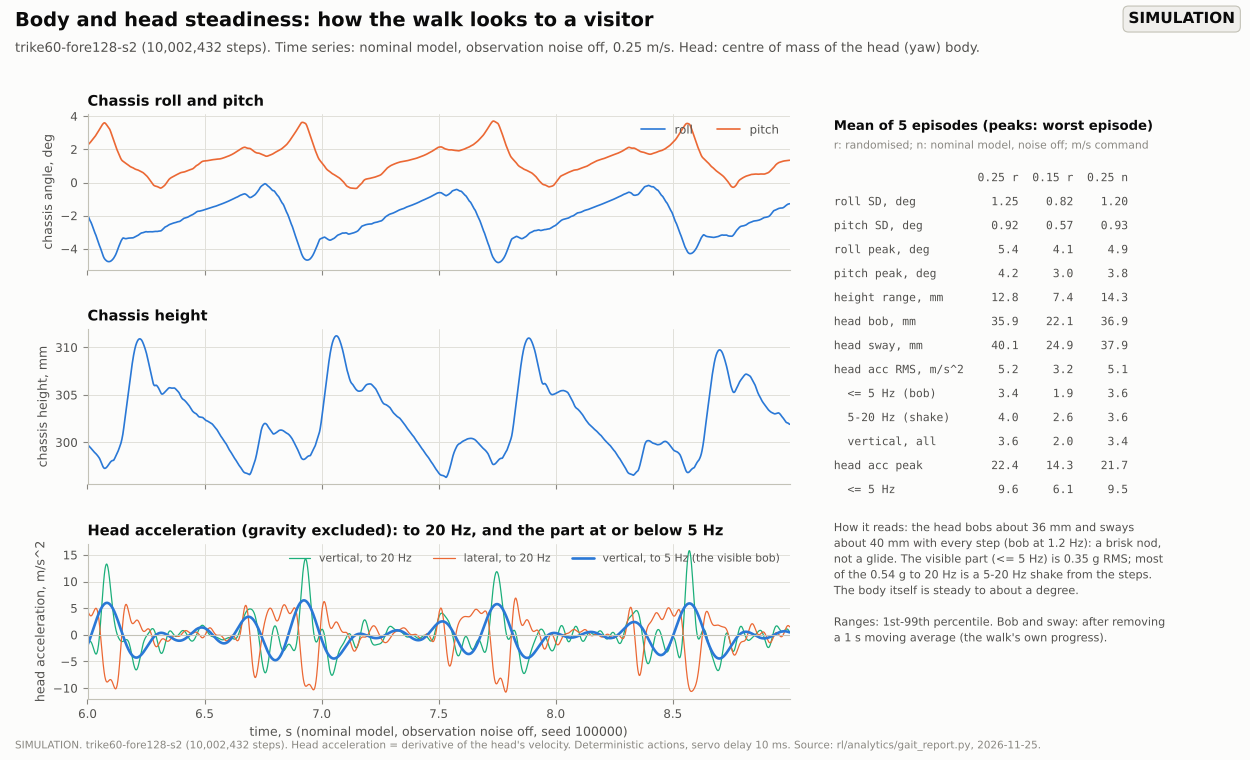 Body and head steadiness: how the walk looks to a visitor
SIMULATION
trike60-fore128-s2 (10,002,432 steps). Time series: nominal model, observation noise off, 0.25 m/s. Head: centre of mass of the head (yaw) body.
Chassis roll and pitch
roll pitch
chassis angle, deg
4
2
0
−2
−4
Chassis height
chassis height, mm
310
305
300
Head acceleration (gravity excluded): to 20 Hz, and the part at or below 5 Hz
vertical, to 20 Hz lateral, to 20 Hz vertical, to 5 Hz (the visible bob)
head acceleration, m/s^2
15
10
5
0
−5
−10
6.0 6.5 7.0 7.5 8.0 8.5
time, s (nominal model, observation noise off, seed 100000)
Mean of 5 episodes (peaks: worst episode)
r: randomised; n: nominal model, noise off; m/s command
0.25 r 0.15 r 0.25 n
roll SD, deg 1.25 0.82 1.20
pitch SD, deg 0.92 0.57 0.93
roll peak, deg 5.4 4.1 4.9
pitch peak, deg 4.2 3.0 3.8
height range, mm 12.8 7.4 14.3
head bob, mm 35.9 22.1 36.9
head sway, mm 40.1 24.9 37.9
head acc RMS, m/s^2 5.2 3.2 5.1
<= 5 Hz (bob) 3.4 1.9 3.6
5-20 Hz (shake) 4.0 2.6 3.6
vertical, all 3.6 2.0 3.4
head acc peak 22.4 14.3 21.7
<= 5 Hz 9.6 6.1 9.5
How it reads: the head bobs about 36 mm and sways
about 40 mm with every step (bob at 1.2 Hz): a brisk nod,
not a glide. The visible part (<= 5 Hz) is 0.35 g RMS; most
of the 0.54 g to 20 Hz is a 5-20 Hz shake from the steps.
The body itself is steady to about a degree.
Ranges: 1st-99th percentile. Bob and sway: after removing
a 1 s moving average (the walk's own progress).
SIMULATION. trike60-fore128-s2 (10,002,432 steps). Head acceleration = derivative of the head's velocity. Deterministic actions, servo delay 10 ms. Source: rl/analytics/gait_report.py, 2026-11-25.